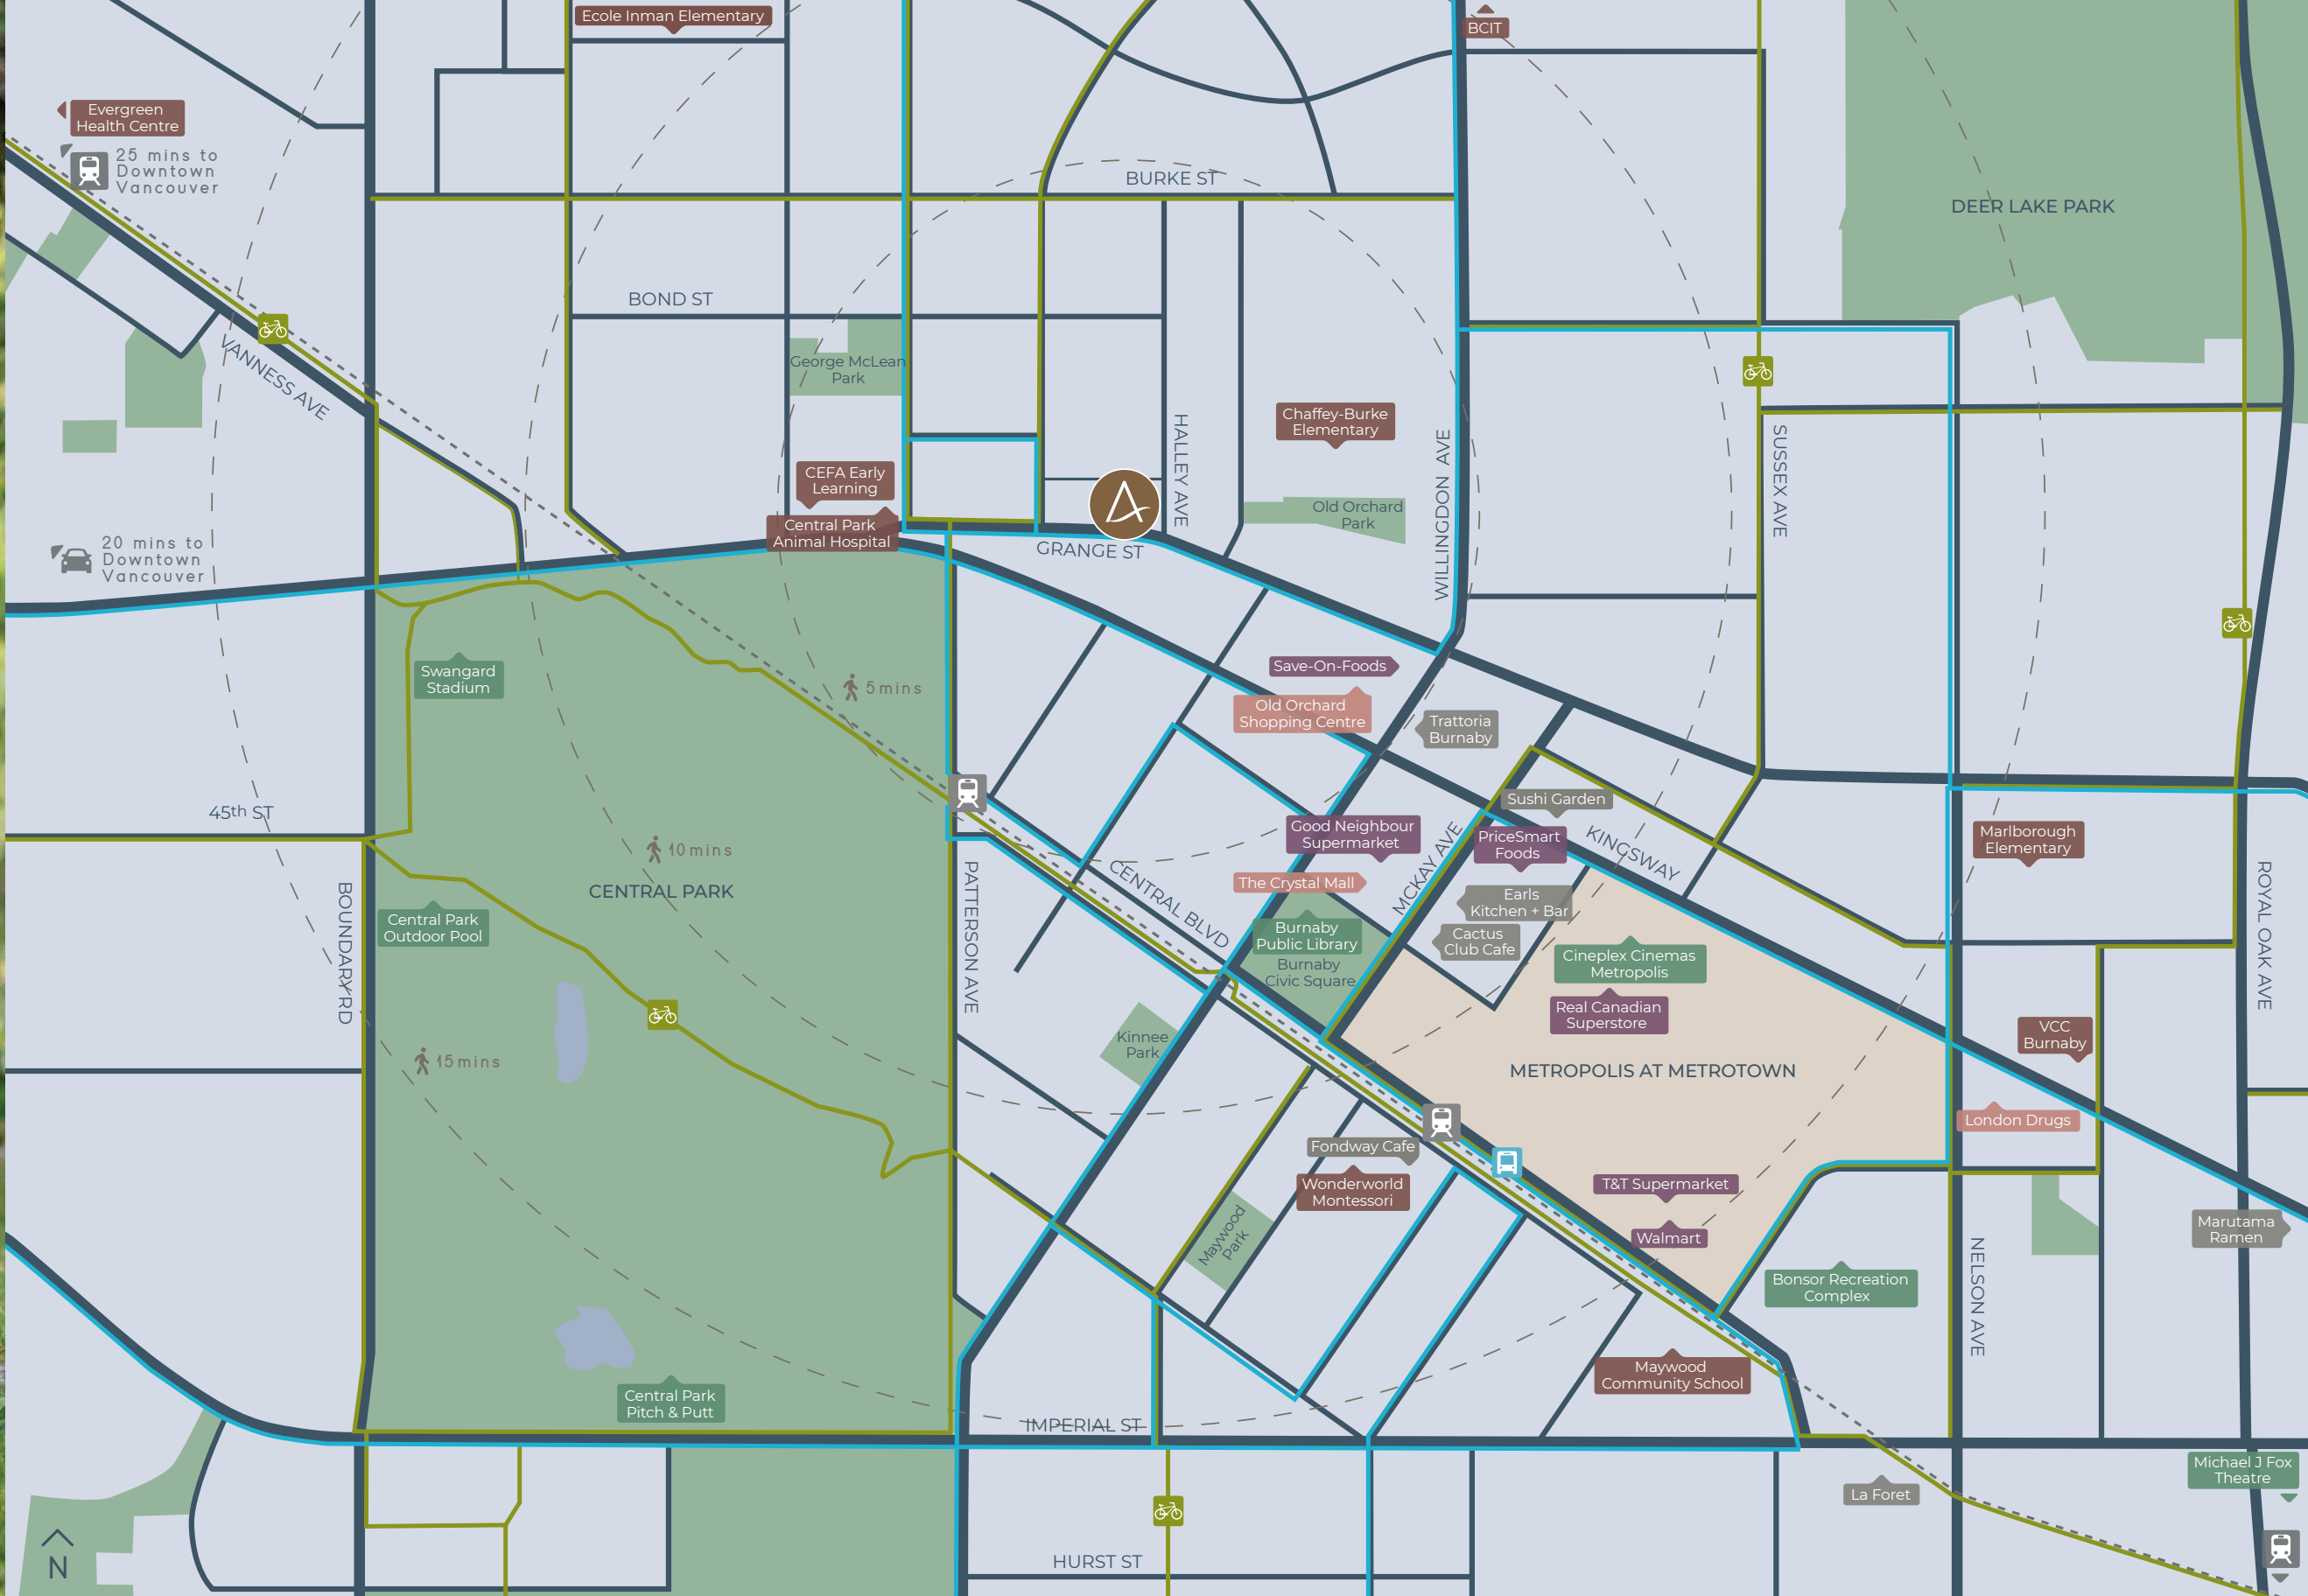 Ecole Inman Elementary
BCIT
Evergreen
Health Centre
25 mins to
Downtown
Vancouver
BURKE ST
DEER LAKE PARK
BOND ST
VANNESS AVE
George McLean
Park
Chaffey-Burke
Elementary
HALLEY AVE
WILLINGDON AVE
SUSSEX AVE
CEFA Early
Learning
Central Park
Animal Hospital
Old Orchard
Park
GRANGE ST
20 mins to
Downtown
Vancouver
Swangard
Stadium
5 mins
Save-On-Foods
Old Orchard
Shopping Centre
Trattoria
Burnaby
45th ST
10 mins
Sushi Garden
Good Neighbour
Supermarket
PriceSmart
Foods
KINGSWAY
Marlborough
Elementary
MCKAY AVE
CENTRAL BLVD
CENTRAL PARK
PATTERSON AVE
BOUNDARY RD
ROYAL OAK AVE
The Crystal Mall
Earls
Kitchen + Bar
Central Park
Outdoor Pool
Burnaby
Public Library
Burnaby
Civic Square
Cactus
Club Cafe
Cineplex Cinemas
Metropolis
Real Canadian
Superstore
VCC
Burnaby
Kinnee
Park
15 mins
METROPOLIS AT METROTOWN
London Drugs
Fondway Cafe
Wonderworld
Montessori
T&T Supermarket
Maywood
Park
Walmart
Marutama
Ramen
Bonsor Recreation
Complex
NELSON AVE
Maywood
Community School
Central Park
Pitch & Putt
IMPERIAL ST
Michael J Fox
Theatre
La Foret
HURST ST
N